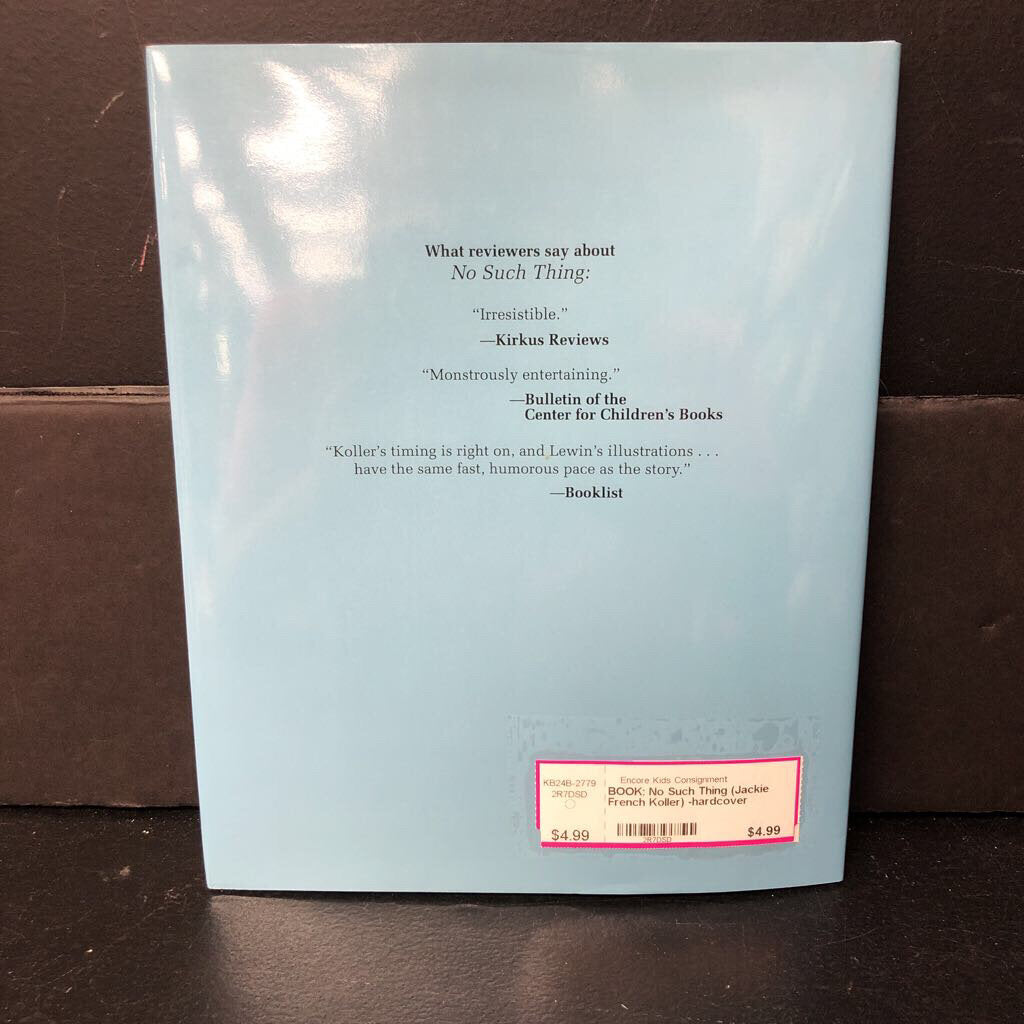 What reviewers say about
No Such Thing:
“Irresistible.”
—Kirkus Reviews
“Monstrously entertaining.”
—Bulletin of the
Center for Children’s Books
“Koller’s timing is right on, and Lewin’s illustrations . . .
have the same fast, humorous pace as the story.”
—Booklist
KB24B-2779
2R7DSD
$4.99
Encore Kids Consignment
BOOK: No Such Thing (Jackie
French Koller) -hardcover
2R7DSD
$4.99